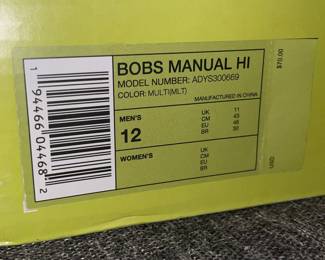 BOBS MANUAL HI
MODEL NUMBER: ADYS300669
COLOR: MULTI(MLT)
MANUFACTURED IN CHINA
MEN'S
12
UK 11
CM
EU 46
BR
WOMEN'S
UK
CM
EU
BR
$70.00
USD
1 94466 04468 2